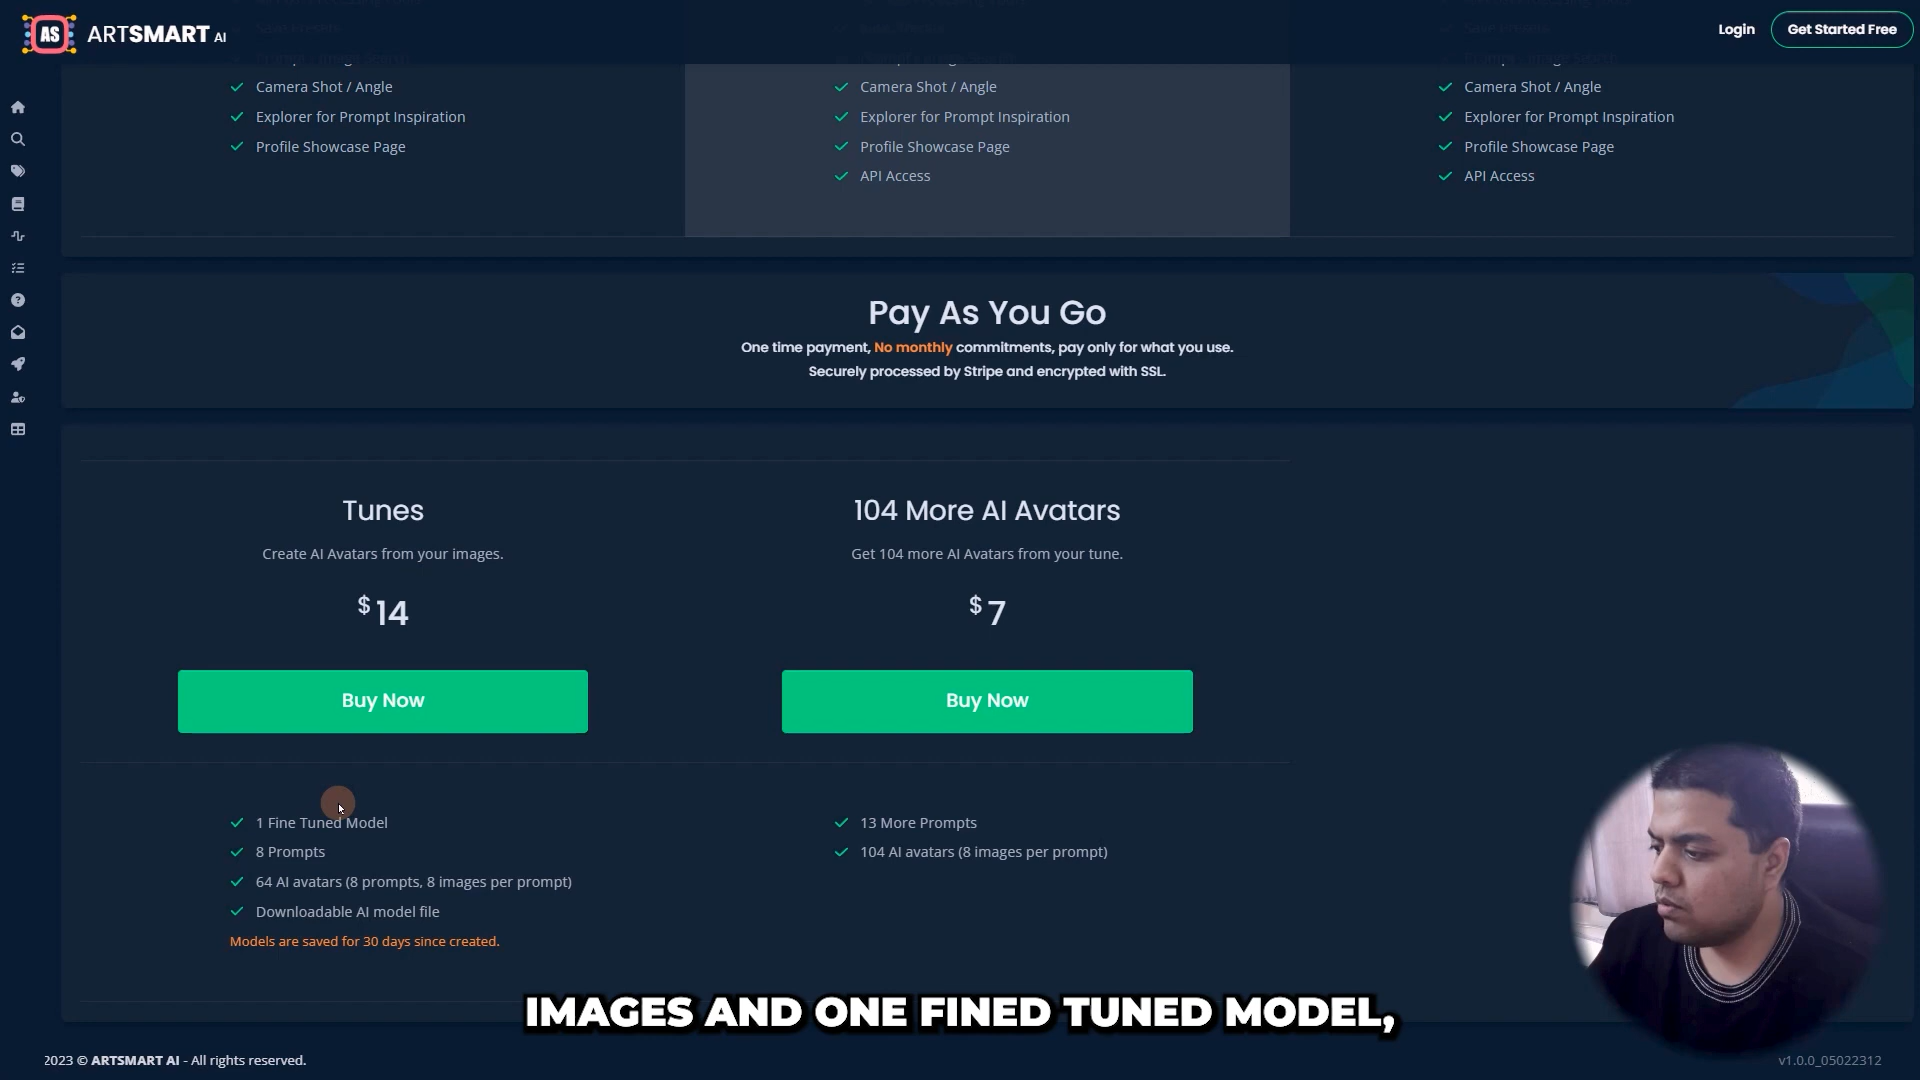 AS ARTSMART AI
Login
Get Started Free
Camera Shot / Angle
Explorer for Prompt Inspiration
Profile Showcase Page
Camera Shot / Angle
Explorer for Prompt Inspiration
Profile Showcase Page
API Access
Camera Shot / Angle
Explorer for Prompt Inspiration
Profile Showcase Page
API Access
Pay As You Go
One time payment, No monthly commitments, pay only for what you use.
Securely processed by Stripe and encrypted with SSL.
Tunes
Create AI Avatars from your images.
$14
Buy Now
1 Fine Tuned Model
8 Prompts
64 AI avatars (8 prompts, 8 images per prompt)
Downloadable AI model file
Models are saved for 30 days since created.
104 More AI Avatars
Get 104 more AI Avatars from your tune.
$7
Buy Now
13 More Prompts
104 AI avatars (8 images per prompt)
IMAGES AND ONE FINED TUNED MODEL,
2023 © ARTSMART AI - All rights reserved.
v1.0.0_05022312